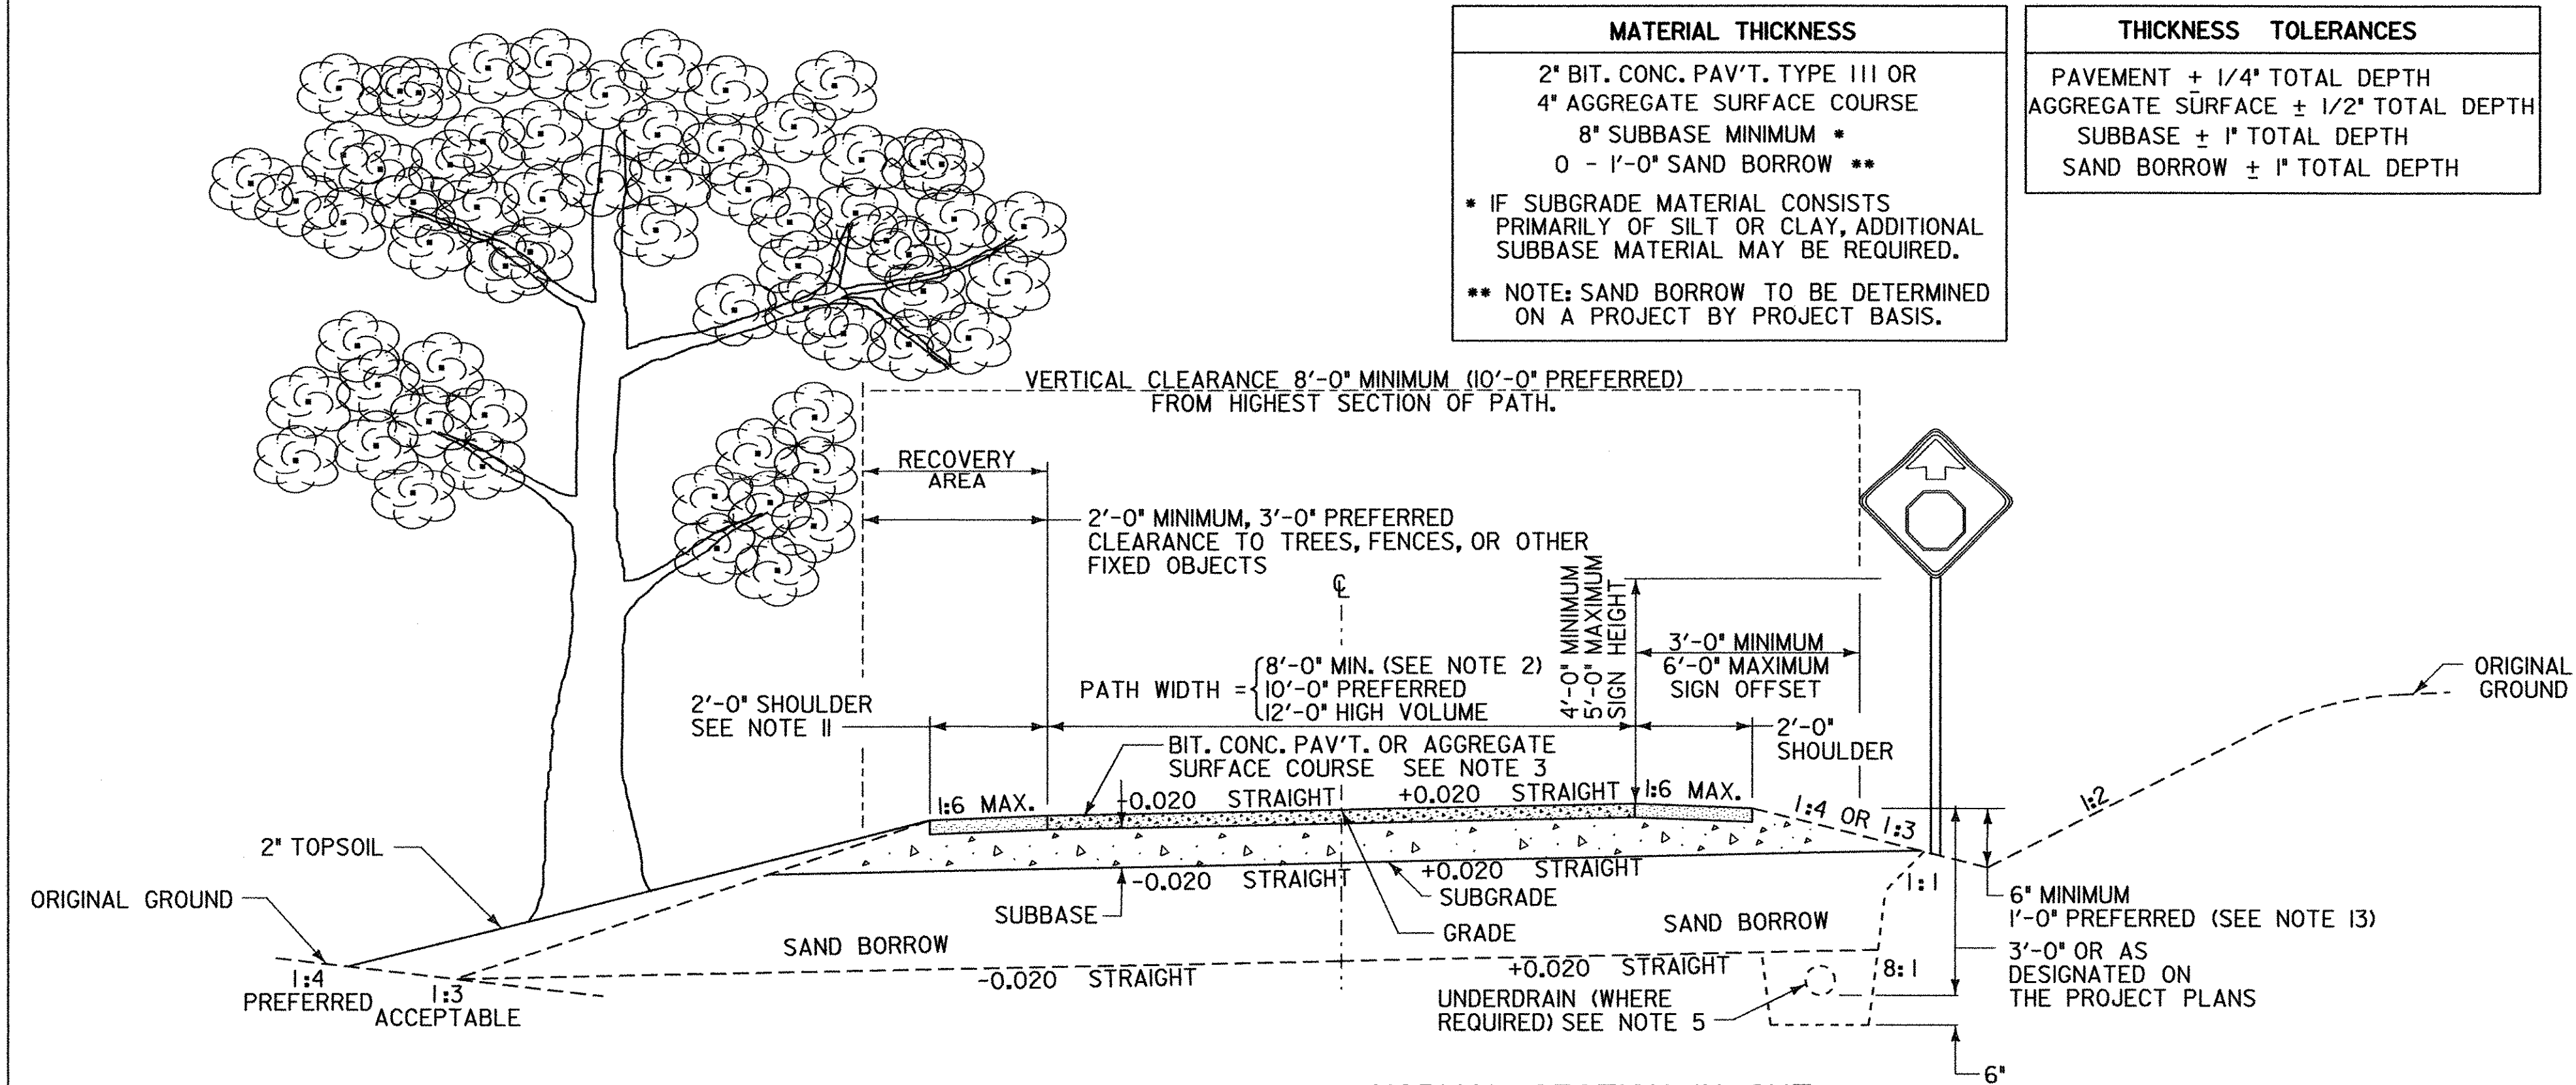 MATERIAL THICKNESS
2" BIT. CONC. PAV'T. TYPE III OR
4" AGGREGATE SURFACE COURSE
8" SUBBASE MINIMUM *
0 - 1'-0" SAND BORROW **
* IF SUBGRADE MATERIAL CONSISTS
PRIMARILY OF SILT OR CLAY, ADDITIONAL
SUBBASE MATERIAL MAY BE REQUIRED.
** NOTE: SAND BORROW TO BE DETERMINED
ON A PROJECT BY PROJECT BASIS.
THICKNESS TOLERANCES
PAVEMENT ± 1/4" TOTAL DEPTH
AGGREGATE SURFACE ± 1/2" TOTAL DEPTH
SUBBASE ± 1" TOTAL DEPTH
SAND BORROW ± 1" TOTAL DEPTH
VERTICAL CLEARANCE 8'-0" MINIMUM (10'-0" PREFERRED)
FROM HIGHEST SECTION OF PATH.
RECOVERY
AREA
2'-0" MINIMUM, 3'-0" PREFERRED
CLEARANCE TO TREES, FENCES, OR OTHER
FIXED OBJECTS
℄
4'-0" MINIMUM
5'-0" MAXIMUM
SIGN HEIGHT
3'-0" MINIMUM
6'-0" MAXIMUM
SIGN OFFSET
PATH WIDTH =
8'-0" MIN. (SEE NOTE 2)
10'-0" PREFERRED
12'-0" HIGH VOLUME
2'-0" SHOULDER
SEE NOTE 11
2'-0"
SHOULDER
ORIGINAL
GROUND
BIT. CONC. PAV'T. OR AGGREGATE
SURFACE COURSE SEE NOTE 3
1:6 MAX.
-0.020 STRAIGHT
+0.020 STRAIGHT
1:6 MAX.
1:4 OR 1:3
1:2
2" TOPSOIL
ORIGINAL GROUND
-0.020 STRAIGHT
+0.020 STRAIGHT
1:1
SUBBASE
SUBGRADE
GRADE
SAND BORROW
SAND BORROW
6" MINIMUM
1'-0" PREFERRED (SEE NOTE 13)
3'-0" OR AS
DESIGNATED ON
THE PROJECT PLANS
1:4
PREFERRED
1:3
ACCEPTABLE
-0.020 STRAIGHT
+0.020 STRAIGHT
8:1
UNDERDRAIN (WHERE
REQUIRED) SEE NOTE 5
6"